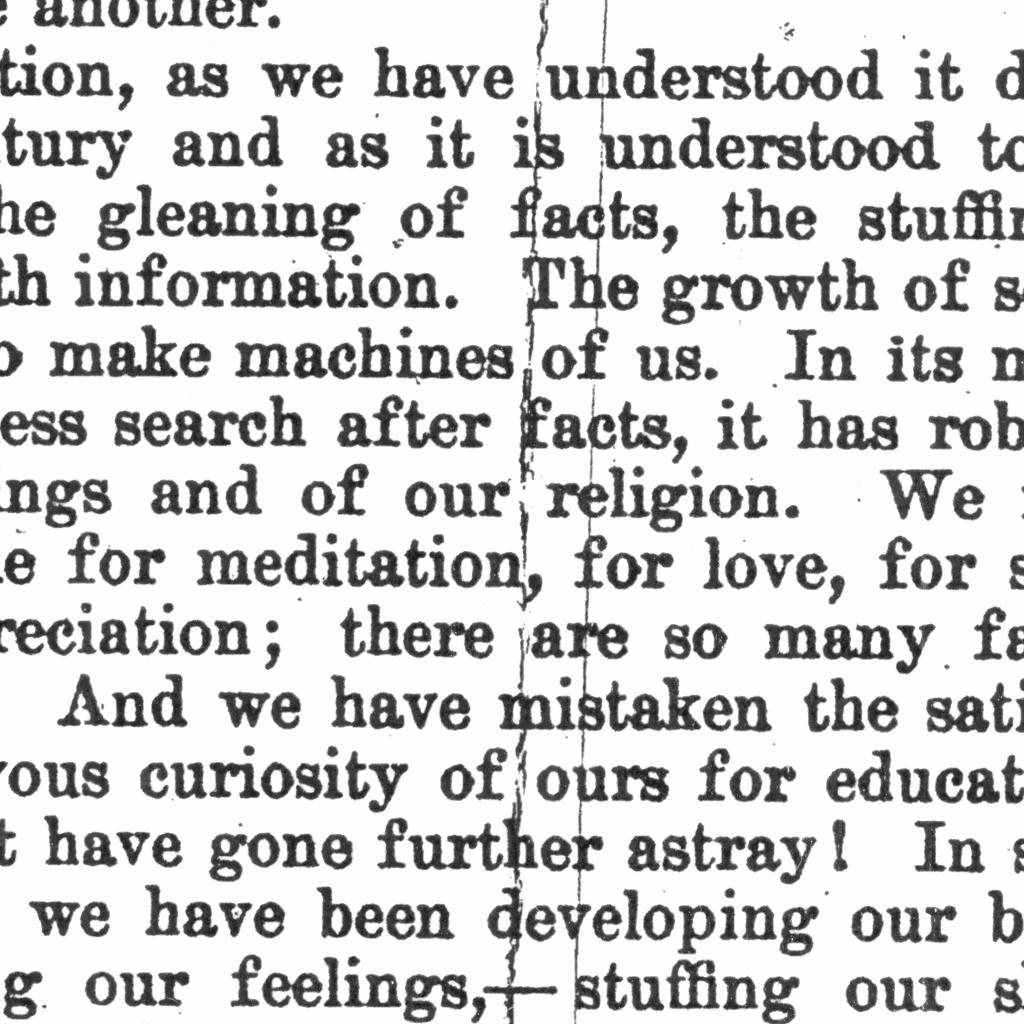 another.
tion, as we have understood it d
tury and as it is understood to
he gleaning of facts, the stuffin
th information. The growth of s
o make machines of us. In its m
ess search after facts, it has rob
ings and of our religion. We
e for meditation, for love, for s
reciation; there are so many fa
And we have mistaken the sati
vous curiosity of ours for educat
t have gone further astray! In s
we have been developing our b
g our feelings,— stuffing our s